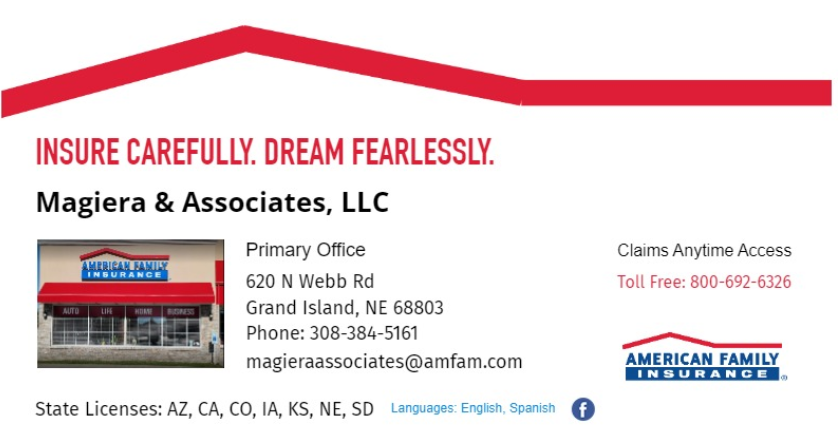 INSURE CAREFULLY. DREAM FEARLESSLY.
Magiera & Associates, LLC
AMERICAN FAMILY
INSURANCE
AUTO LIFE HOME BUSINESS
Primary Office
620 N Webb Rd
Grand Island, NE 68803
Phone: 308-384-5161
magieraassociates@amfam.com
Claims Anytime Access
Toll Free: 800-692-6326
AMERICAN FAMILY
INSURANCE ®
State Licenses: AZ, CA, CO, IA, KS, NE, SD Languages: English, Spanish f